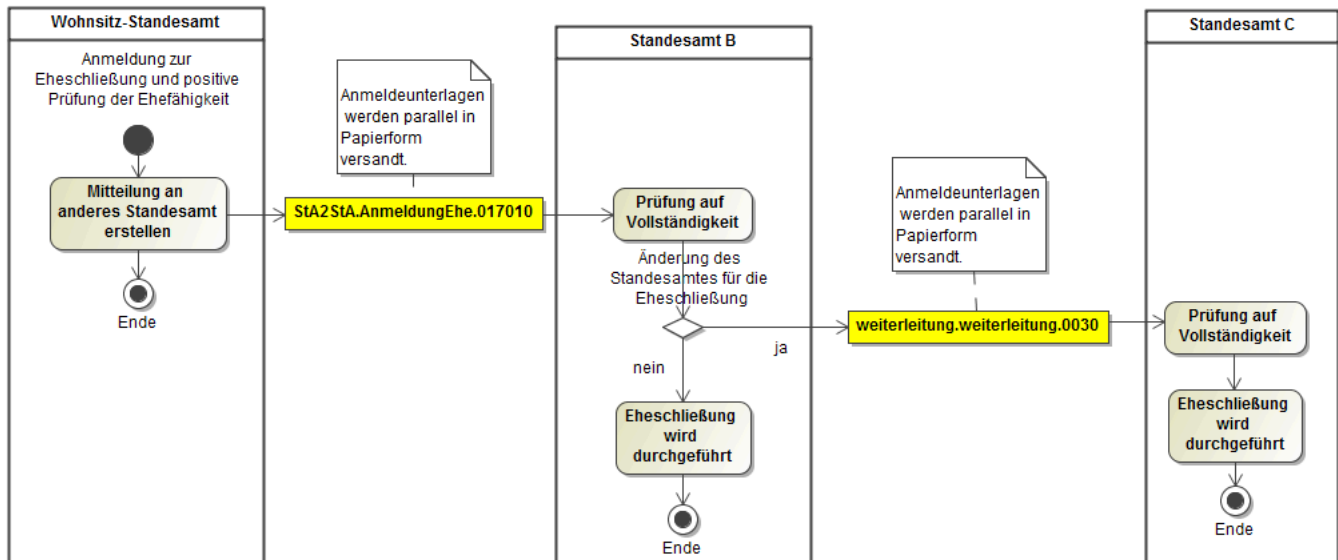 Wohnsitz-Standesamt
Anmeldung zur
Eheschließung und positive
Prüfung der Ehefähigkeit
Mitteilung an
anderes Standesamt
erstellen
Ende
Anmeldeunterlagen
werden parallel in
Papierform
versandt.
StA2StA.AnmeldungEhe.017010
Standesamt B
Prüfung auf
Vollständigkeit
Änderung des
Standesamtes für die
Eheschließung
ja
nein
Eheschließung
wird
durchgeführt
Ende
Anmeldeunterlagen
werden parallel in
Papierform
versandt.
weiterleitung.weiterleitung.0030
Standesamt C
Prüfung auf
Vollständigkeit
Eheschließung
wird
durchgeführt
Ende